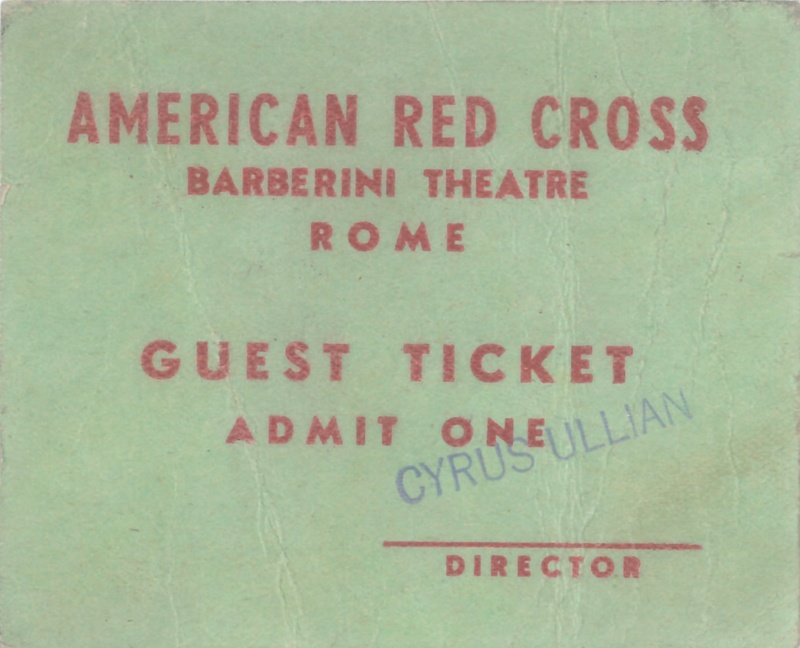 AMERICAN RED CROSS
BARBERINI THEATRE
ROME
GUEST TICKET
ADMIT ONE
CYRUS ULLIAN
DIRECTOR